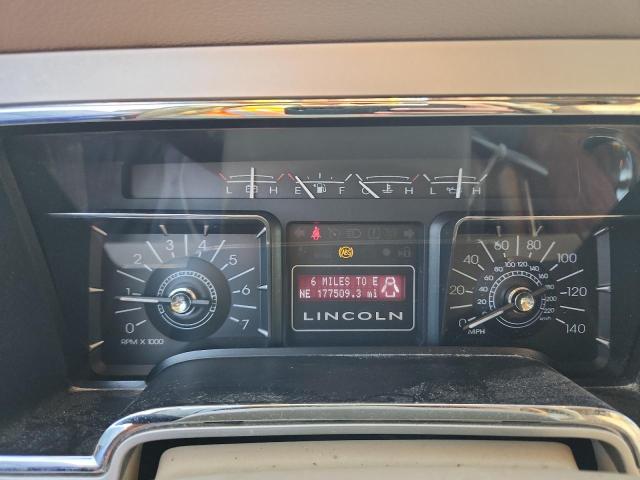 L H E F C H L H
ABS
0 1 2 3 4 5 6 7
RPM X 1000
6 MILES TO E
NE 177509.3 mi
LINCOLN
0 20 40 60 80 100 120 140
MPH